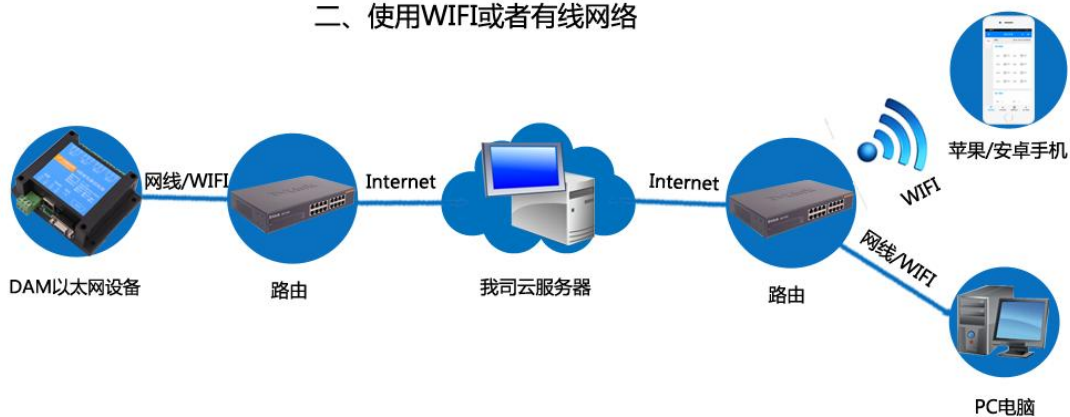 二、使用WIFI或者有线网络
苹果/安卓手机
网线/WIFI
Internet
Internet
WIFI
网线/WIFI
DAM以太网设备
路由
我司云服务器
路由
PC电脑